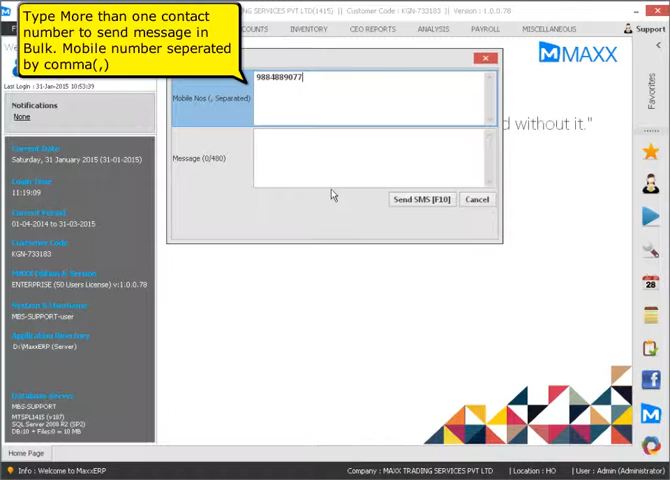 Type More than one contact
number to send message in
Bulk. Mobile number seperated
by comma(,)
PVT LTD(1415) : Customer Code : KGN-733183 : Version : 1.0.0.78
INVENTORY CEO REPORTS ANALYSIS PAYROLL MISCELLANEOUS
Support
MAXX
Favorites
Last Login : 31-Jan-2015 10:53:39
Notifications
None
Mobile Nos (, Separated)
9884889077
d without it."
Message (0/480)
Send SMS [F10]
Cancel
Current Date
Saturday, 31 January 2015 (31-01-2015)
Login Time
11:19:09
Current Period
01-04-2014 to 31-03-2015
Customer Code
KGN-733183
MAXX Edition & Version
ENTERPRISE (50 Users License) v:1.0.0.78
System & Username
MBS-SUPPORT-user
Application Directory
D:\MaxxERP (Server)
Database Server
MBS-SUPPORT
MTSPL1415 (v187)
SQL Server 2008 R2 (SP2)
DB:10 + Files:0 = 10 MB
28
Home Page
Info : Welcome to MaxxERP
Company : MAXX TRADING SERVICES PVT LTD
Location : HO
User : Admin (Administrator)